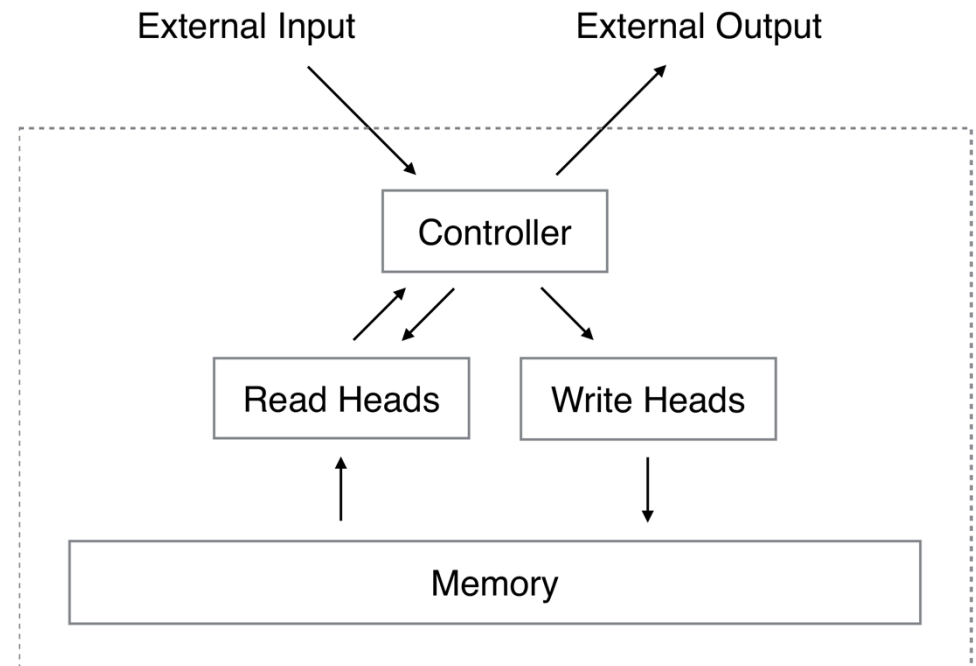 External Input
External Output
Controller
Read Heads
Write Heads
Memory